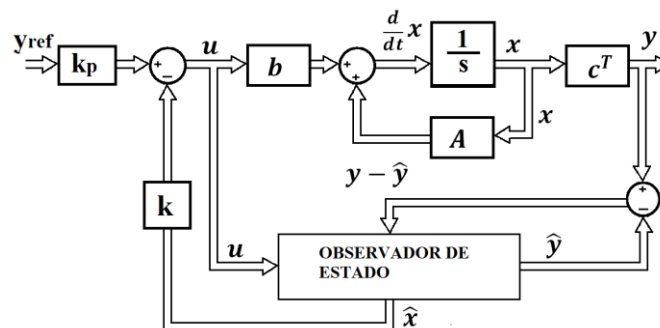 yref
kp
+
−
u
b
+
+
d/dt x
1/s
x
c^T
y
x
A
y − ŷ
+
−
k
u
OBSERVADOR DE
ESTADO
ŷ
x̂